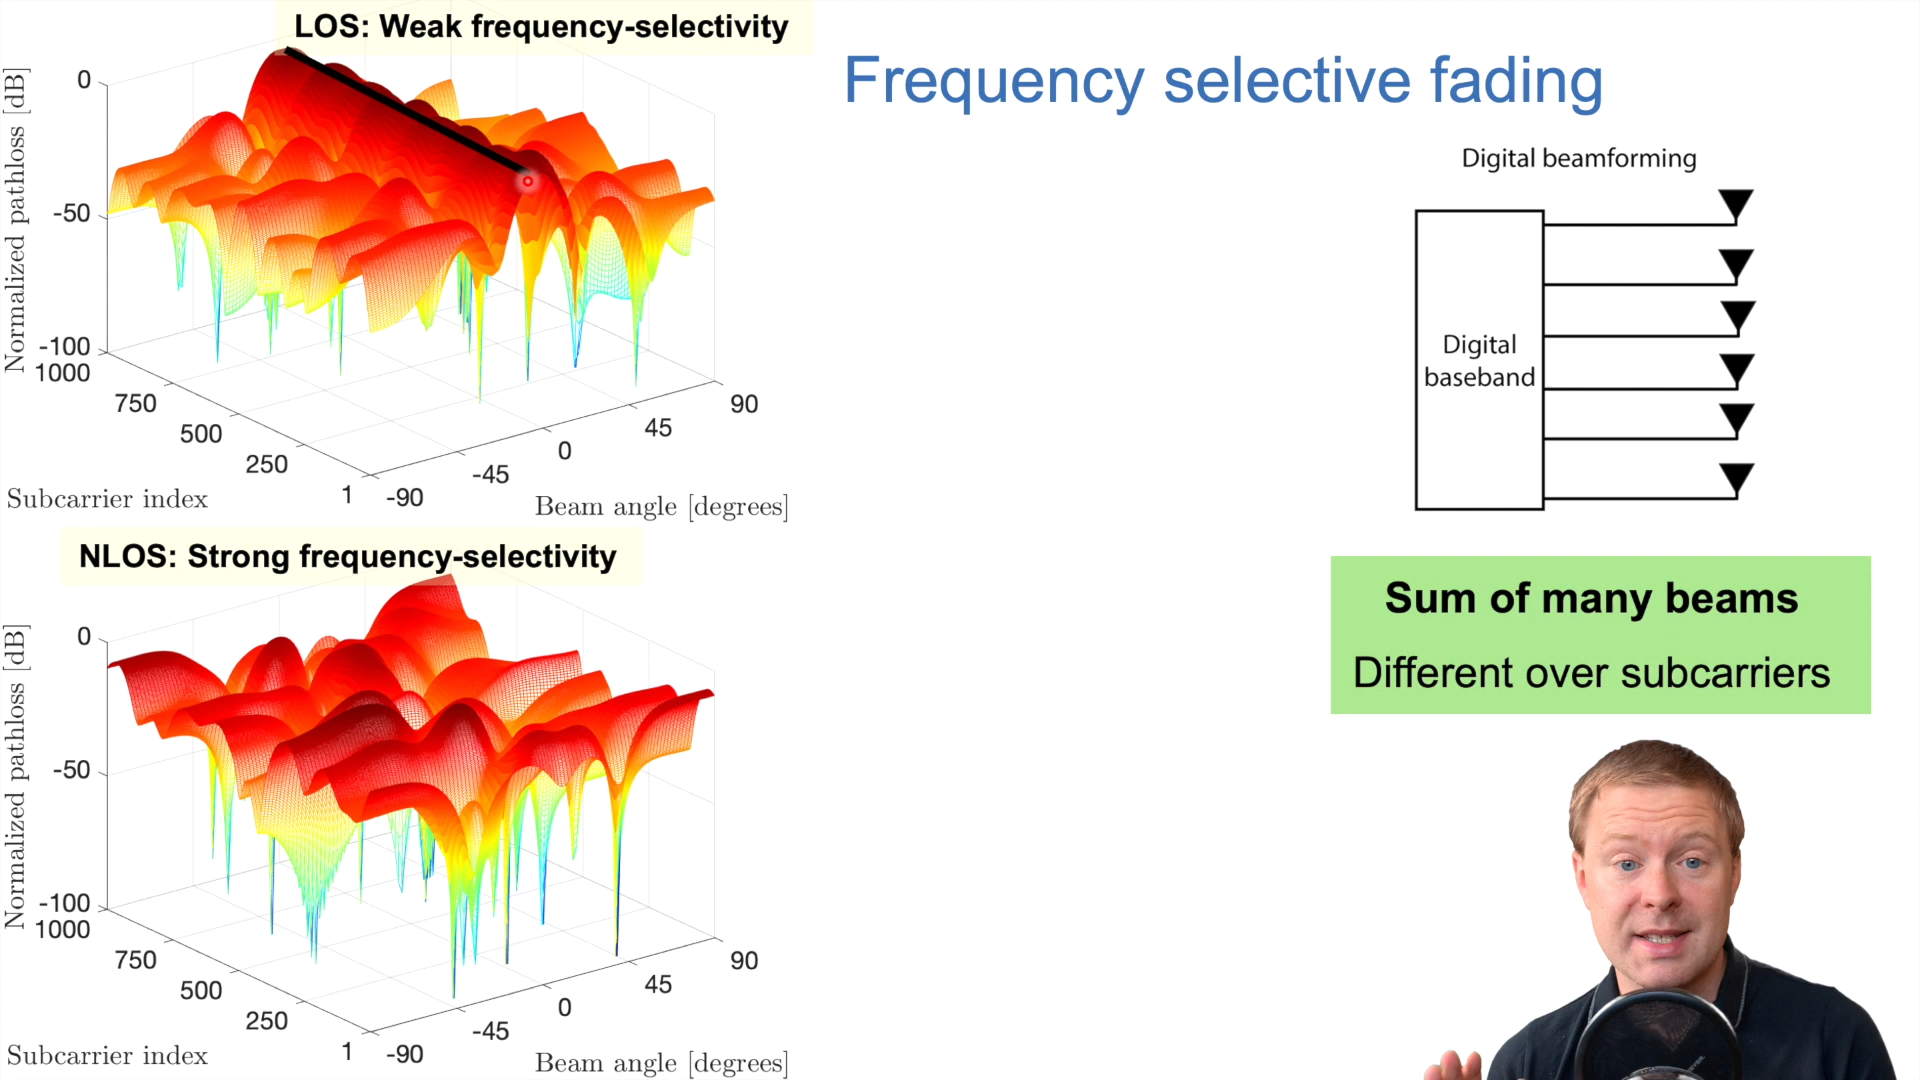 LOS: Weak frequency-selectivity
Frequency selective fading
Normalized pathloss [dB]
0
-50
-100
1000
750
500
250
1
-90
-45
0
45
90
Subcarrier index
Beam angle [degrees]
Digital beamforming
Digital
baseband
NLOS: Strong frequency-selectivity
Normalized pathloss [dB]
0
-50
-100
1000
750
500
250
1
-90
-45
0
45
90
Subcarrier index
Beam angle [degrees]
Sum of many beams
Different over subcarriers